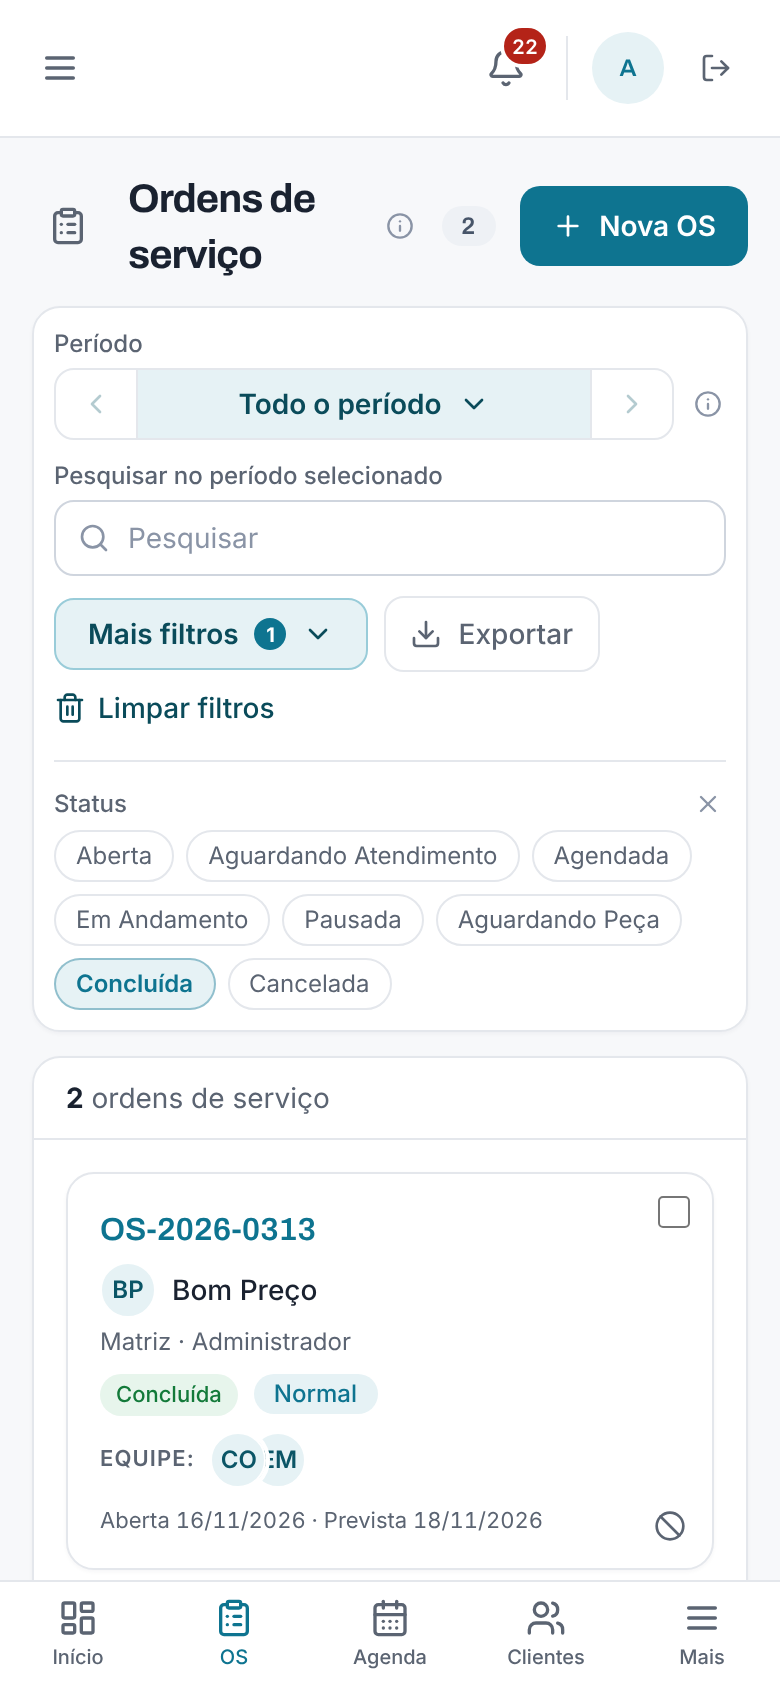 22
A
Ordens de
serviço
2
Nova OS
Período
Todo o período
Pesquisar no período selecionado
Pesquisar
Mais filtros 1
Exportar
Limpar filtros
Status
Aberta
Aguardando Atendimento
Agendada
Em Andamento
Pausada
Aguardando Peça
Concluída
Cancelada
2 ordens de serviço
OS-2026-0313
BP
Bom Preço
Matriz · Administrador
Concluída
Normal
EQUIPE:
CO
EM
Aberta 16/11/2026 · Prevista 18/11/2026
Início
OS
Agenda
Clientes
Mais